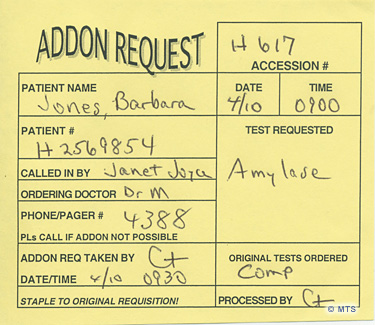 ADDON REQUEST
H 617
ACCESSION #
PATIENT NAME
Jones, Barbara
DATE
4/10
TIME
0900
PATIENT #
H 2569854
TEST REQUESTED
Amylase
CALLED IN BY Janet Joyce
ORDERING DOCTOR Dr M
PHONE/PAGER # 4388
PLs CALL IF ADDON NOT POSSIBLE
ADDON REQ TAKEN BY Ct
DATE/TIME 4/10 0930
ORIGINAL TESTS ORDERED
Comp
STAPLE TO ORIGINAL REQUISITION!
PROCESSED BY Ct
© MTS